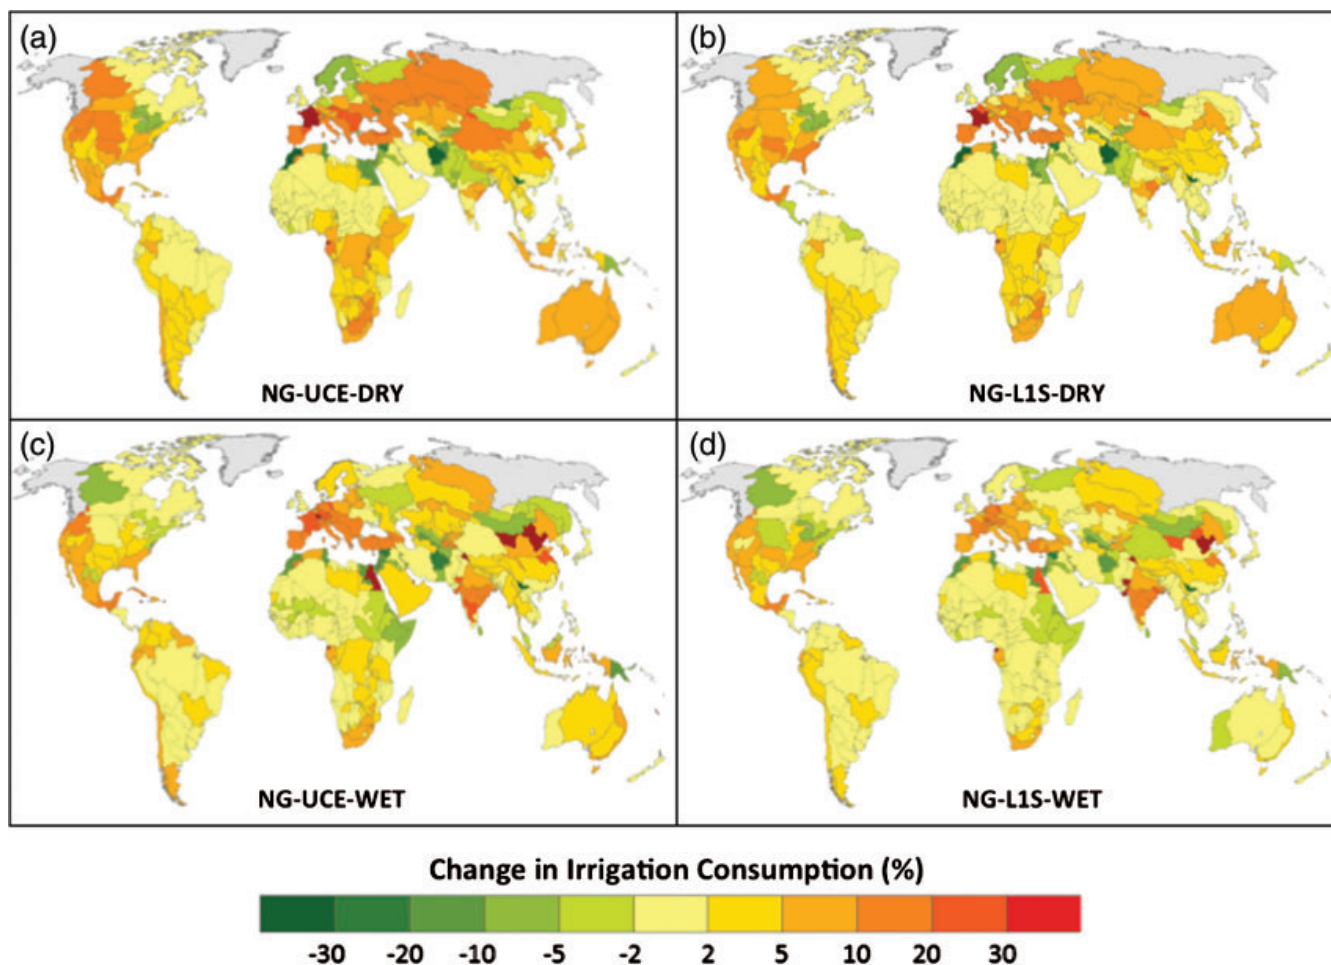 (a)
(b)
NG-UCE-DRY
NG-L1S-DRY
(c)
(d)
NG-UCE-WET
NG-L1S-WET
Change in Irrigation Consumption (%)
-30 -20 -10 -5 -2 2 5 10 20 30